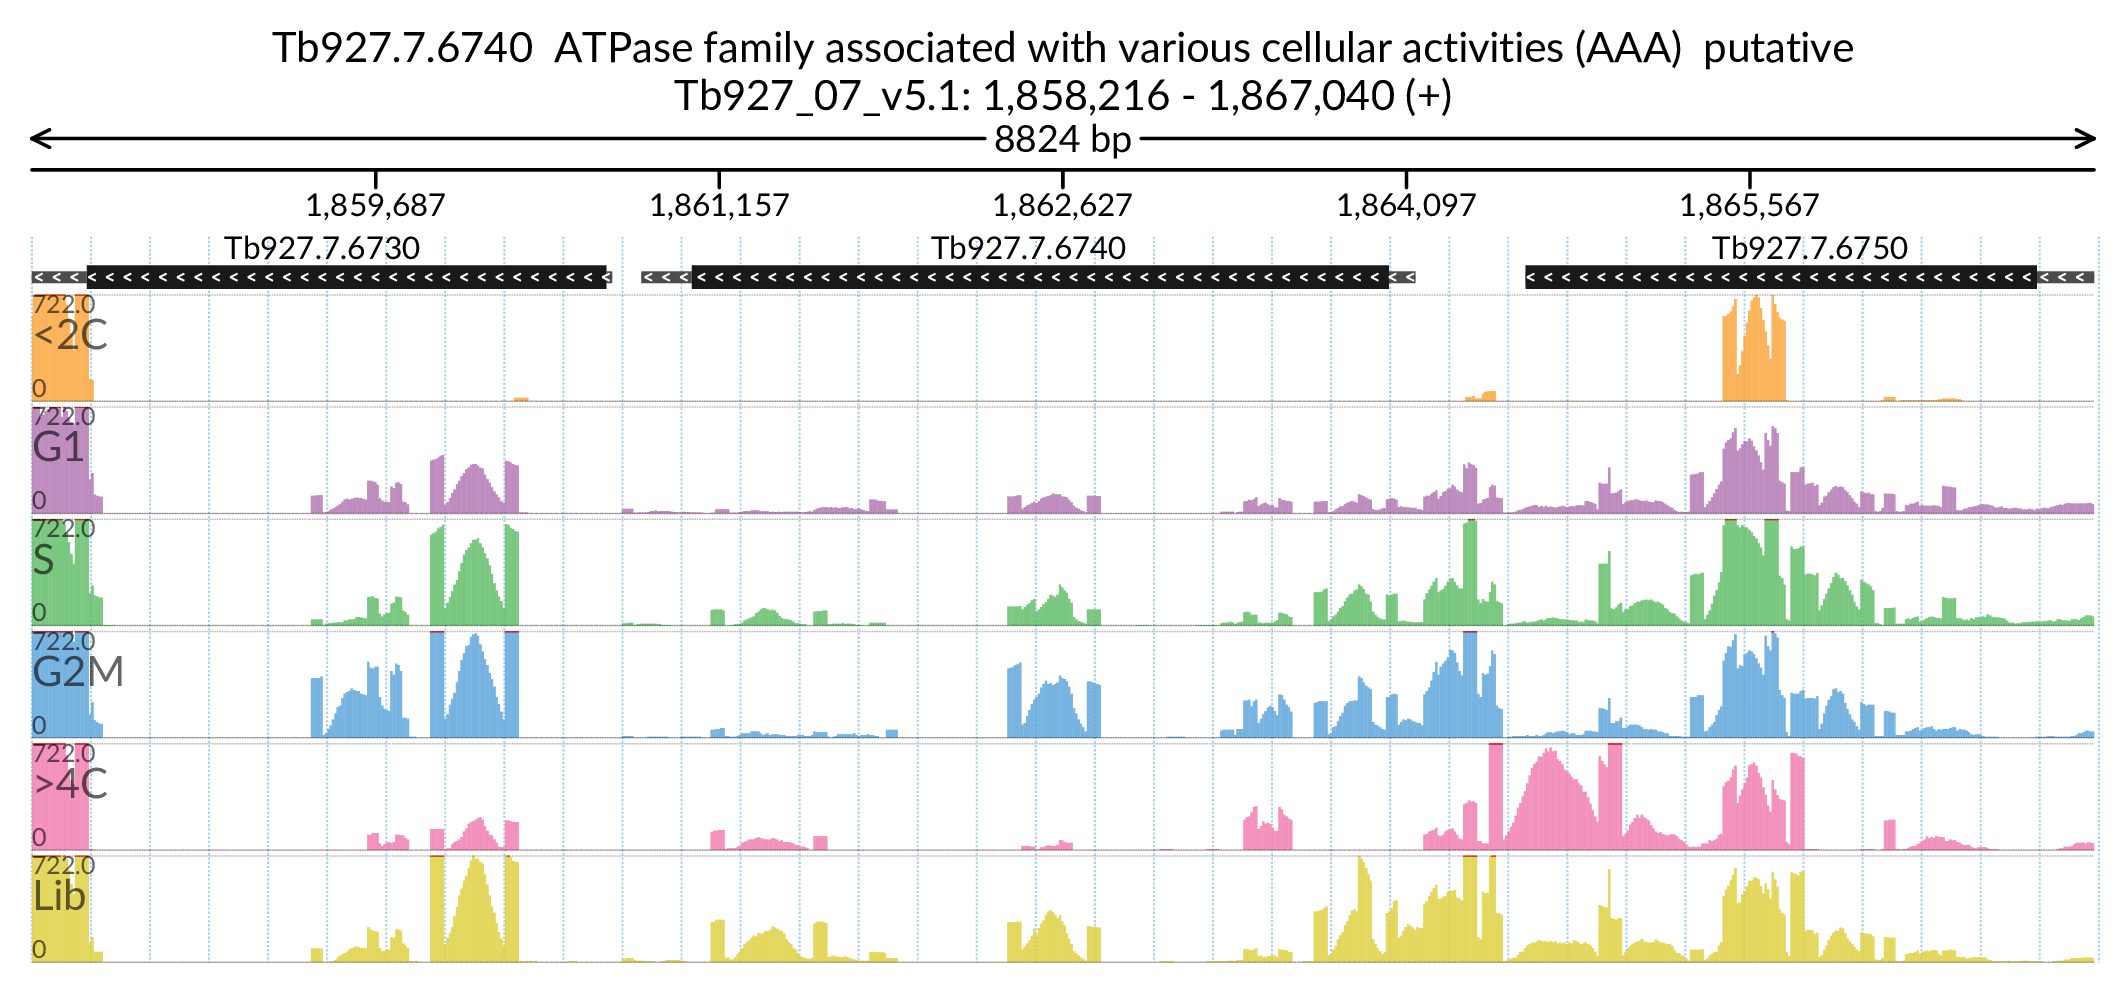 Tb927.7.6740 ATPase family associated with various cellular activities (AAA) putative
Tb927_07_v5.1: 1,858,216 - 1,867,040 (+)
8824 bp
1,859,687 1,861,157 1,862,627 1,864,097 1,865,567
Tb927.7.6730 Tb927.7.6740 Tb927.7.6750
722.0
<2C
0
722.0
G1
0
722.0
S
0
722.0
G2M
0
722.0
>4C
0
722.0
Lib
0